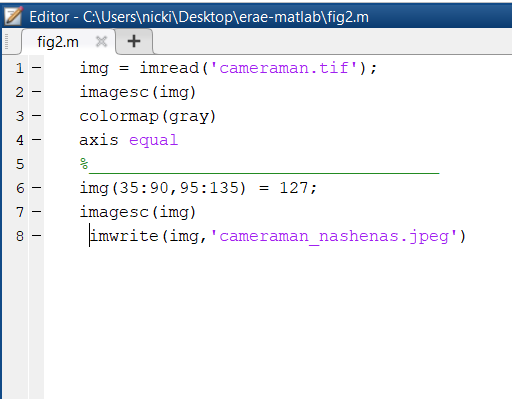 Editor - C:\Users\nicki\Desktop\erae-matlab\fig2.m
fig2.m × +
1 – img = imread('cameraman.tif');
2 – imagesc(img)
3 – colormap(gray)
4 – axis equal
5 %___________________________________
6 – img(35:90,95:135) = 127;
7 – imagesc(img)
8 – imwrite(img,'cameraman_nashenas.jpeg')